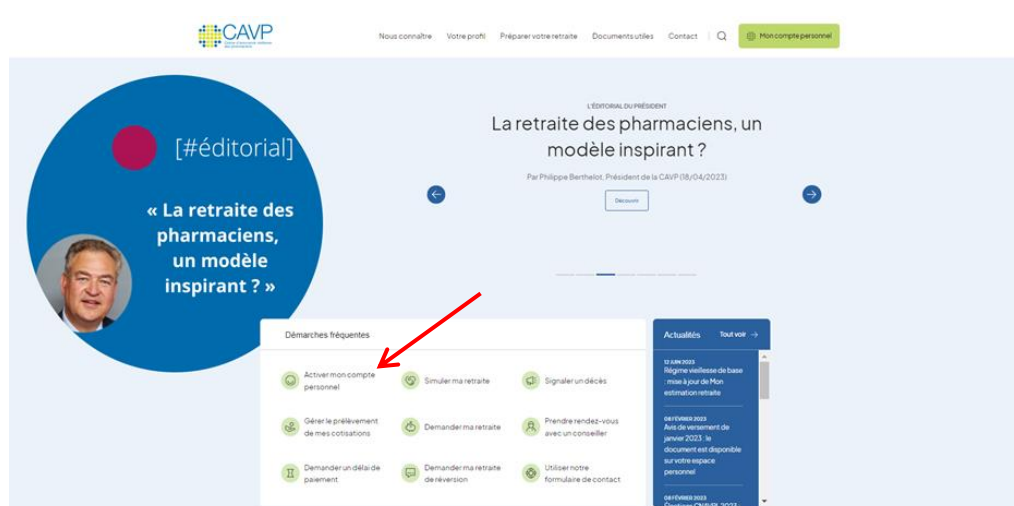 CAVP
Nous connaître Votre profil Préparer votre retraite Documents utiles Contact Mon compte personnel
[#éditorial]
« La retraite des
pharmaciens,
un modèle
inspirant ? »
L'ÉDITORIAL DU PRÉSIDENT
La retraite des pharmaciens, un
modèle inspirant ?
Par Philippe Berthelot, Président de la CAVP (18/04/2023)
Découvrir
Démarches fréquentes
Activer mon compte
personnel
Simuler ma retraite
Signaler un décès
Gérer le prélèvement
de mes cotisations
Demander ma retraite
Prendre rendez-vous
avec un conseiller
Demander un délai de
paiement
Demander ma retraite
de réversion
Utiliser notre
formulaire de contact
Actualités Tout voir →
12 JUIN 2023
Régime vieillesse de base
: mise à jour de Mon
estimation retraite
08 FÉVRIER 2023
Avis de versement de
janvier 2023 : le
document est disponible
sur votre espace
personnel
08 FÉVRIER 2023